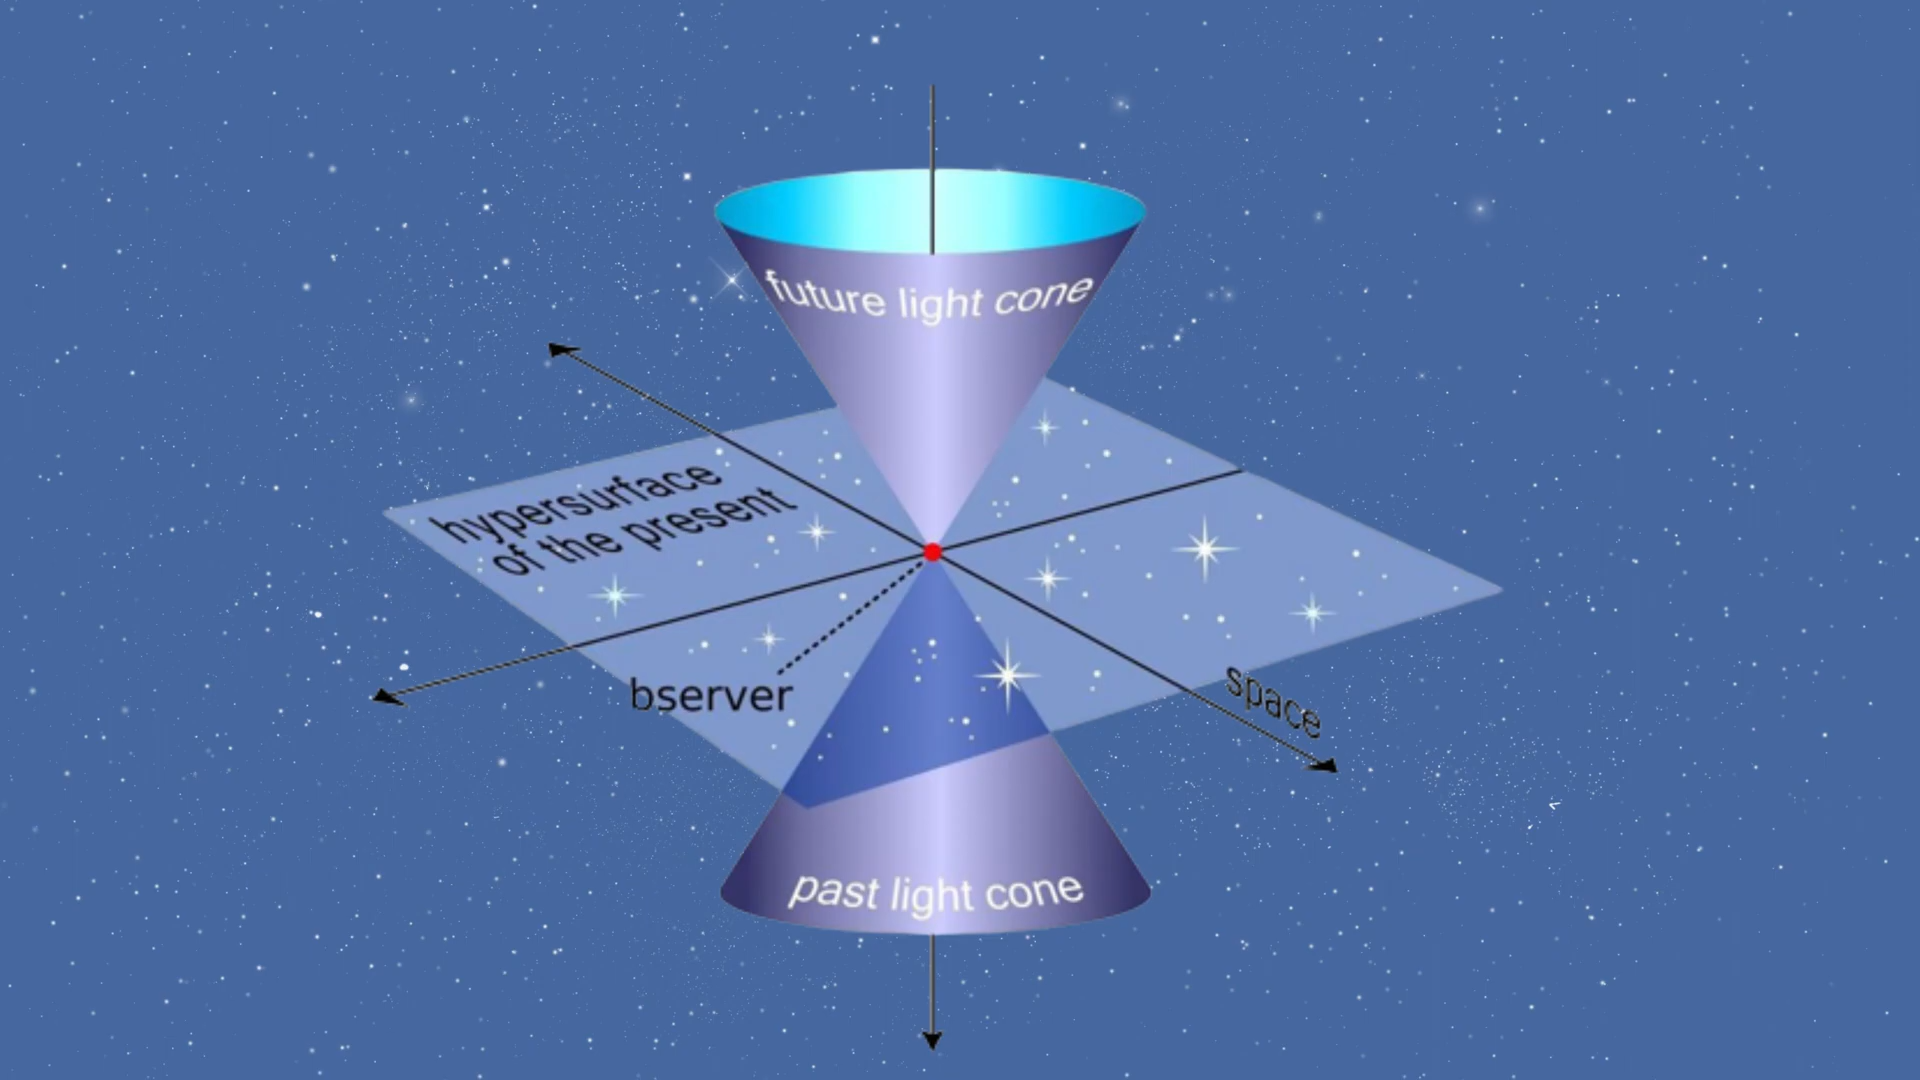 future light cone
hypersurface
of the present
bserver
space
past light cone